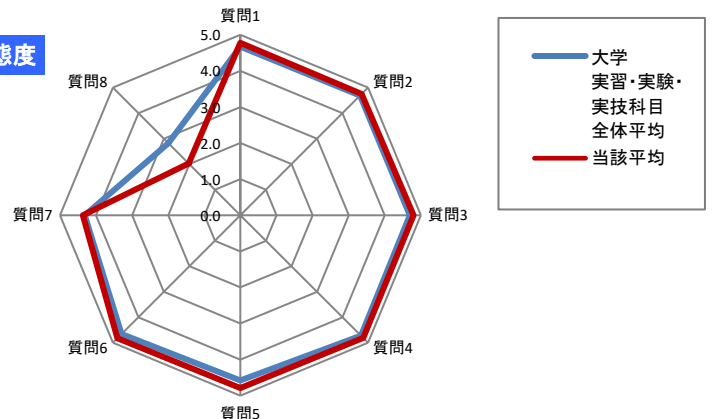 態度
質問1
質問2
質問3
質問4
質問5
質問6
質問7
質問8
5.0
4.0
3.0
2.0
1.0
0.0
大学
実習・実験・
実技科目
全体平均
当該平均